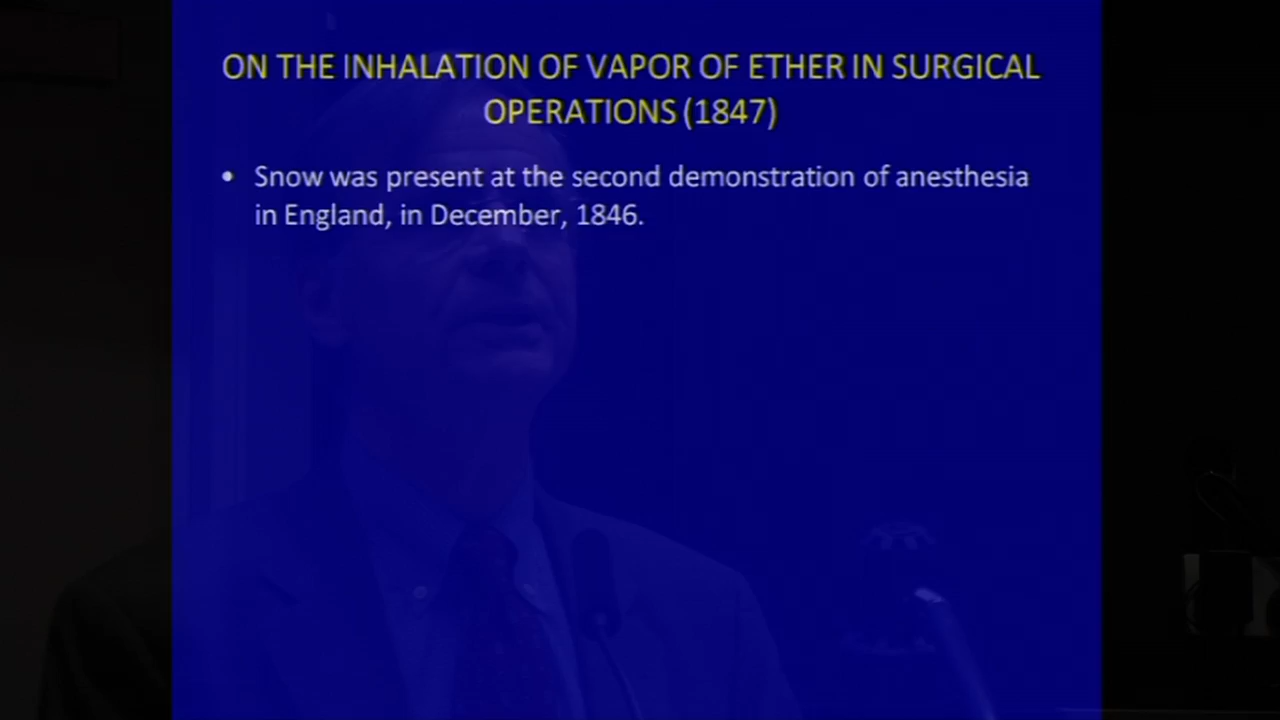 ON THE INHALATION OF VAPOR OF ETHER IN SURGICAL
OPERATIONS (1847)
• Snow was present at the second demonstration of anesthesia
in England, in December, 1846.